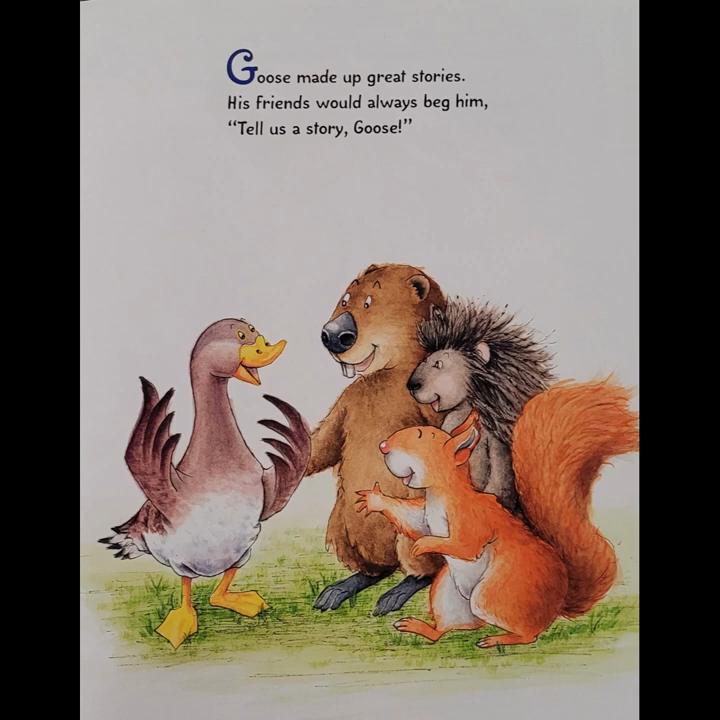 Goose made up great stories.
His friends would always beg him,
“Tell us a story, Goose!”